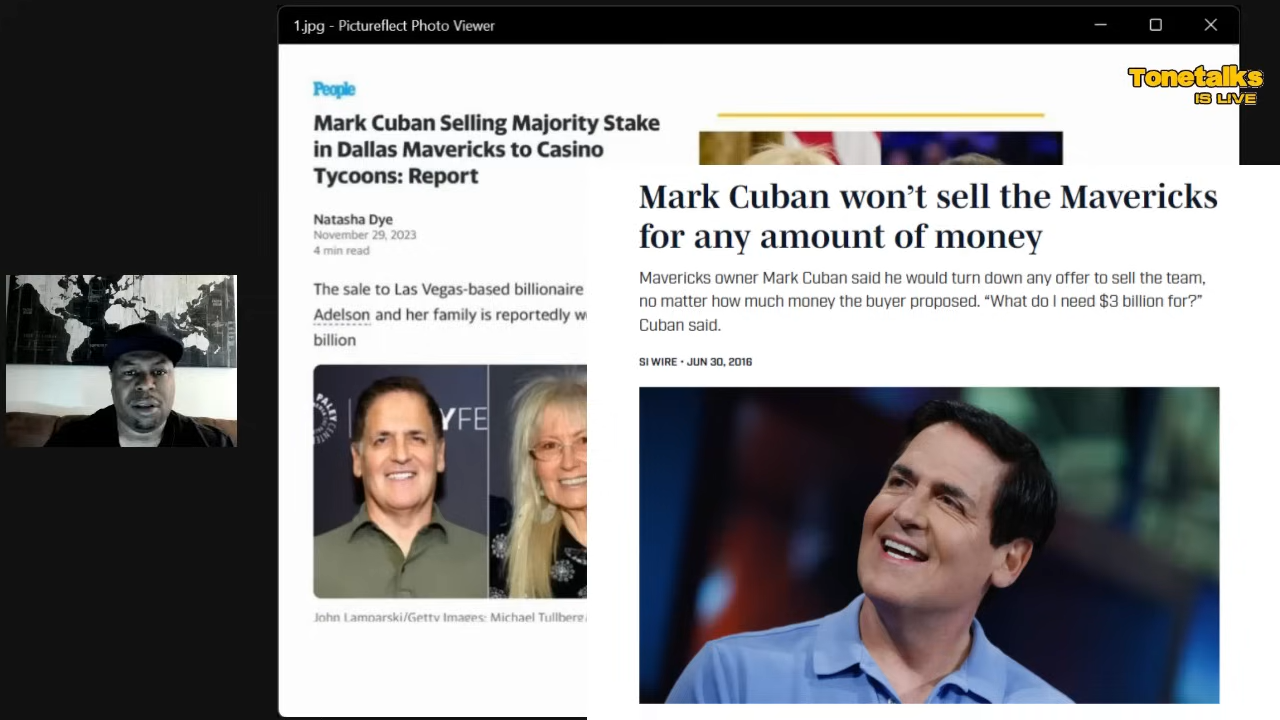 1.jpg - Pictureflect Photo Viewer
Tonetalks
IS LIVE
People
Mark Cuban Selling Majority Stake
in Dallas Mavericks to Casino
Tycoons: Report
Natasha Dye
November 29, 2023
4 min read
The sale to Las Vegas-based billionaire
Adelson and her family is reportedly
billion
John Lamparski/Getty Images; Michael Tullberg
Mark Cuban won’t sell the Mavericks
for any amount of money
Mavericks owner Mark Cuban said he would turn down any offer to sell the team,
no matter how much money the buyer proposed. “What do I need $3 billion for?”
Cuban said.
SI WIRE • JUN 30, 2016
PALEY
CENTER
YFE